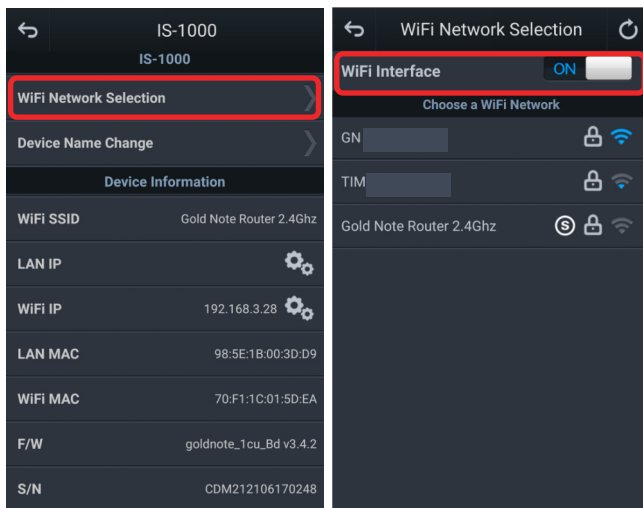 IS-1000
IS-1000
WiFi Network Selection
Device Name Change
Device Information
WiFi SSID Gold Note Router 2.4Ghz
LAN IP
WiFi IP 192.168.3.28
LAN MAC 98:5E:1B:00:3D:D9
WiFi MAC 70:F1:1C:01:5D:EA
F/W goldnote_1cu_Bd v3.4.2
S/N CDM212106170248
WiFi Network Selection
WiFi Interface ON
Choose a WiFi Network
GN
TIM
Gold Note Router 2.4Ghz S